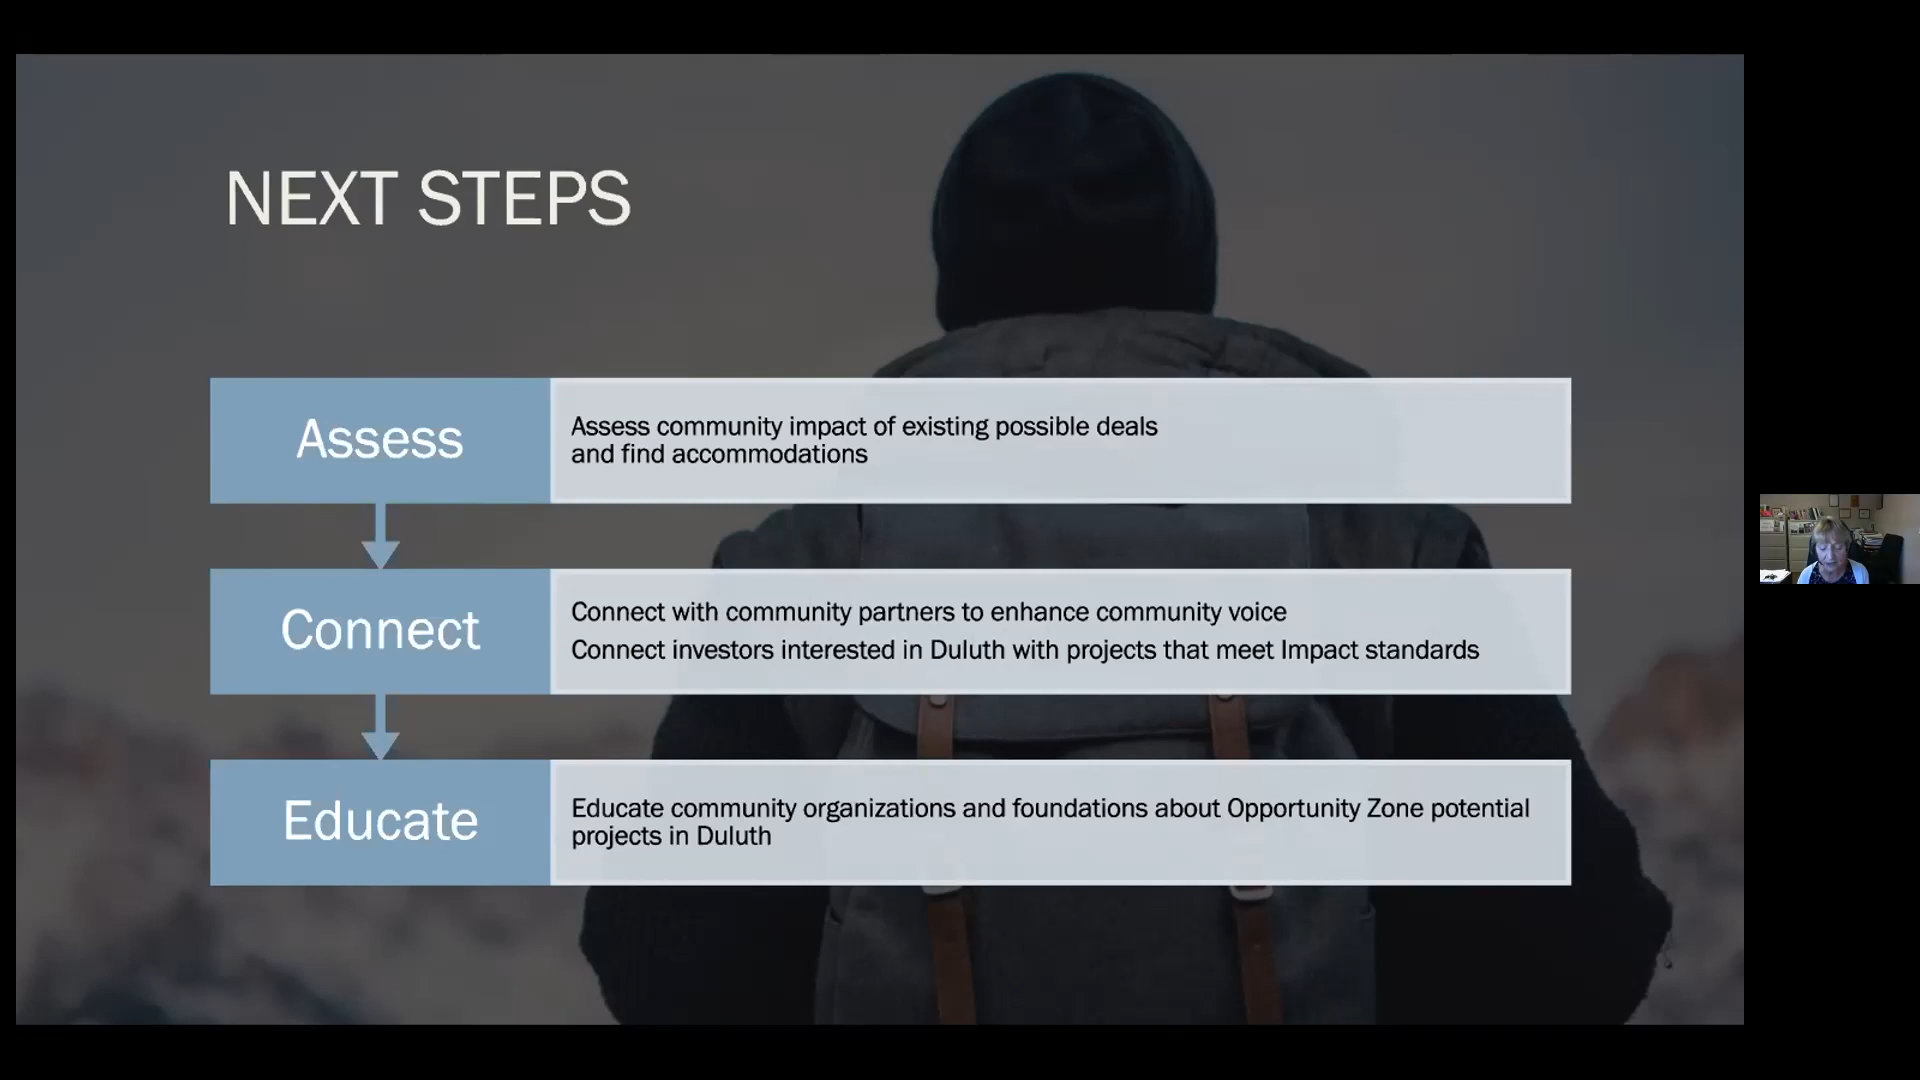 NEXT STEPS
Assess
Assess community impact of existing possible deals
and find accommodations
Connect
Connect with community partners to enhance community voice
Connect investors interested in Duluth with projects that meet Impact standards
Educate
Educate community organizations and foundations about Opportunity Zone potential
projects in Duluth